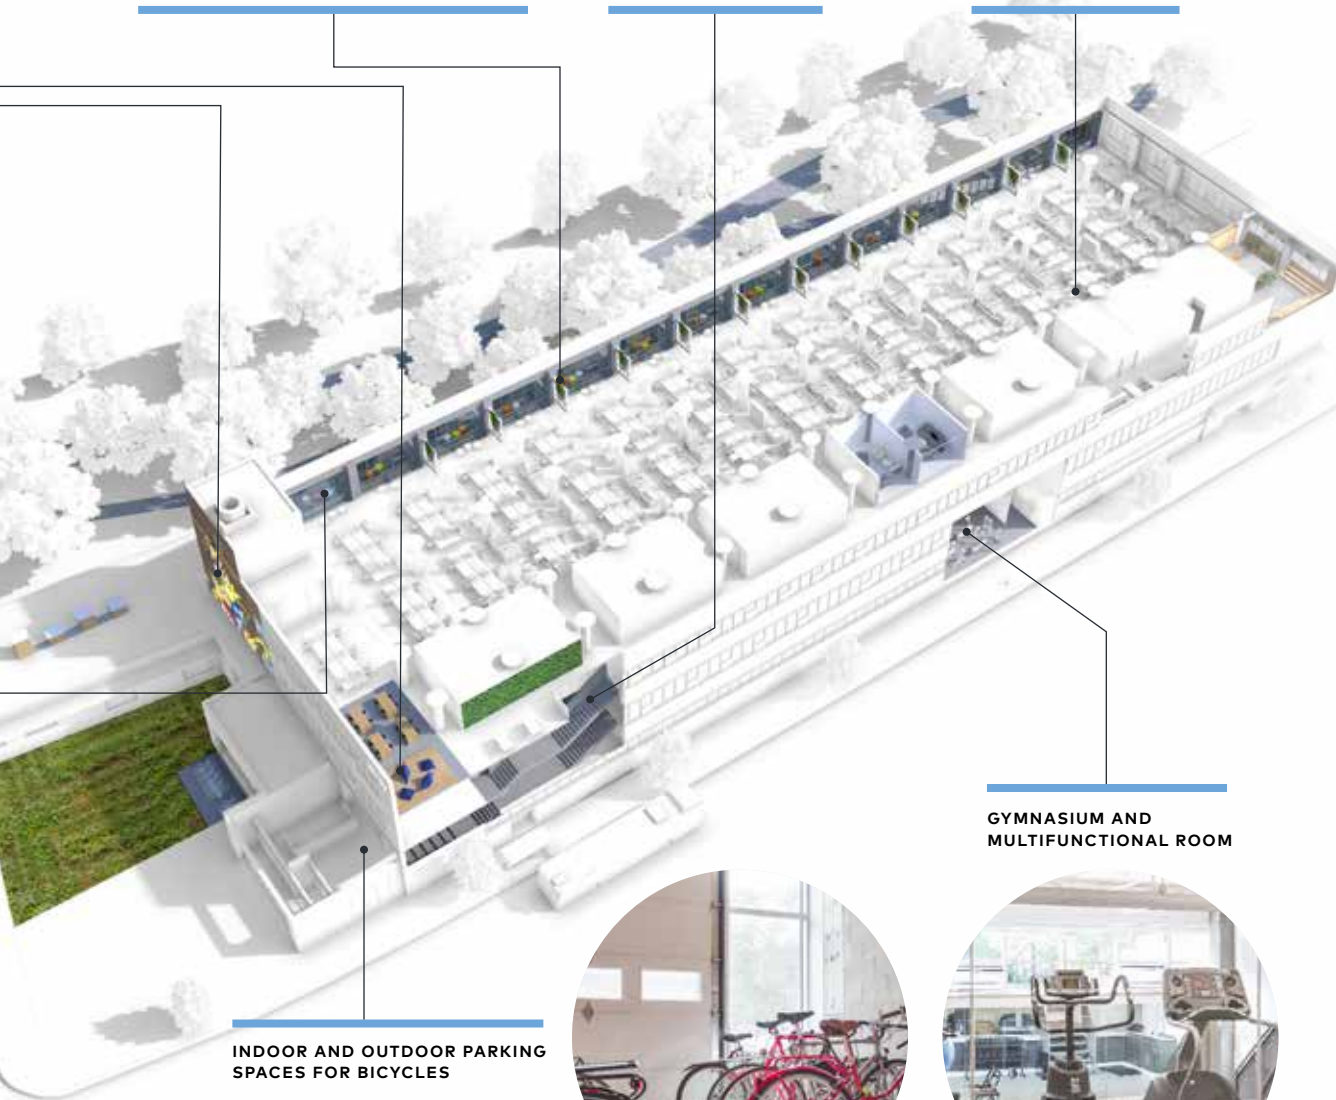 GYMNASIUM AND
MULTIFUNCTIONAL ROOM
INDOOR AND OUTDOOR PARKING
SPACES FOR BICYCLES